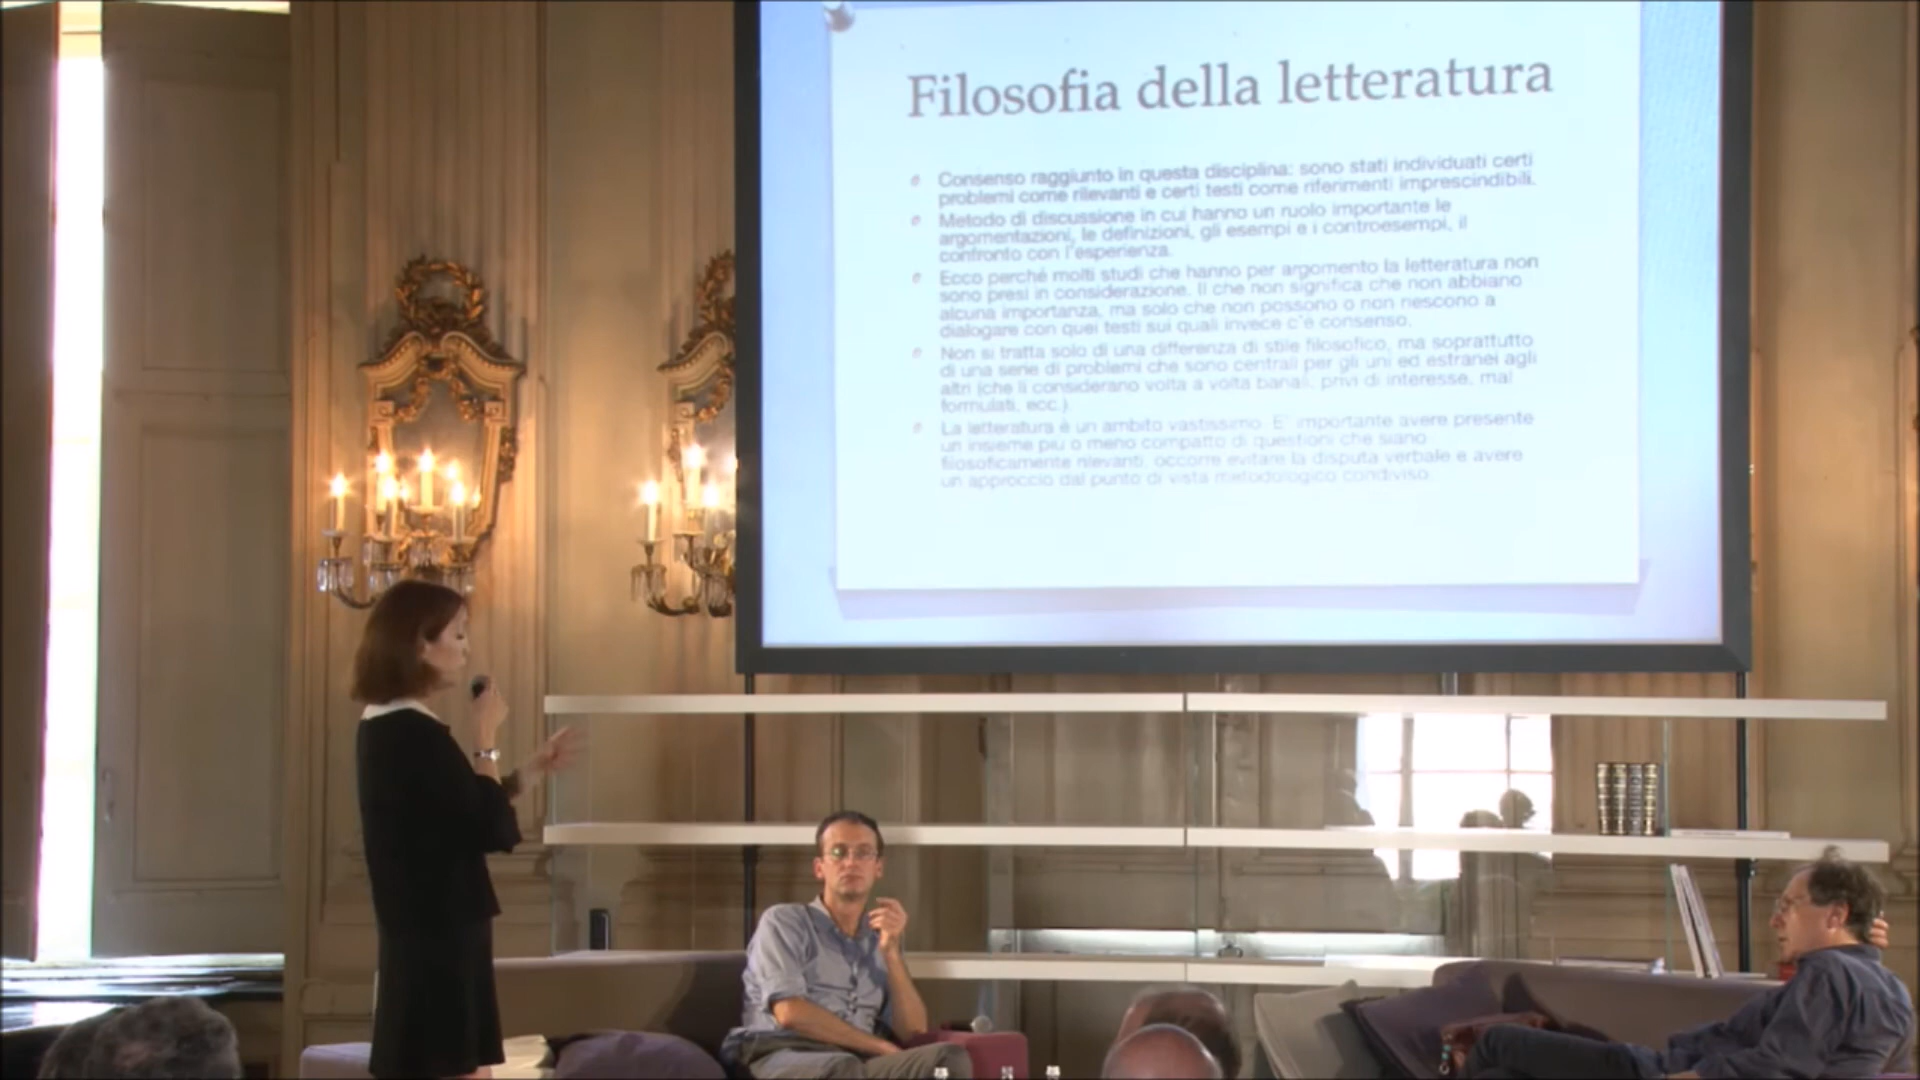 Filosofia della letteratura
Consenso raggiunto in questa disciplina: sono stati individuati certi
problemi come rilevanti e certi testi come riferimenti imprescindibili.
Metodo di discussione in cui hanno un ruolo importante le
argomentazioni, le definizioni, gli esempi e i controesempi, il
confronto con l'esperienza.
Ecco perché molti studi che hanno per argomento la letteratura non
sono presi in considerazione. Il che non significa che non abbiano
alcuna importanza, ma solo che non possono o non riescono a
dialogare con quei testi sui quali invece c'è consenso.
Non si tratta solo di una differenza di stile filosofico, ma soprattutto
di una serie di problemi che sono centrali per gli uni ed estranei agli
altri (che li considerano volta a volta banali, privi di interesse, mal
formulati, ecc.)
La letteratura è un ambito vastissimo. E' importante avere presente
un insieme più o meno compatto di questioni che siano
filosoficamente rilevanti, occorre evitare la disputa verbale e avere
un approccio dal punto di vista metodologico condiviso.